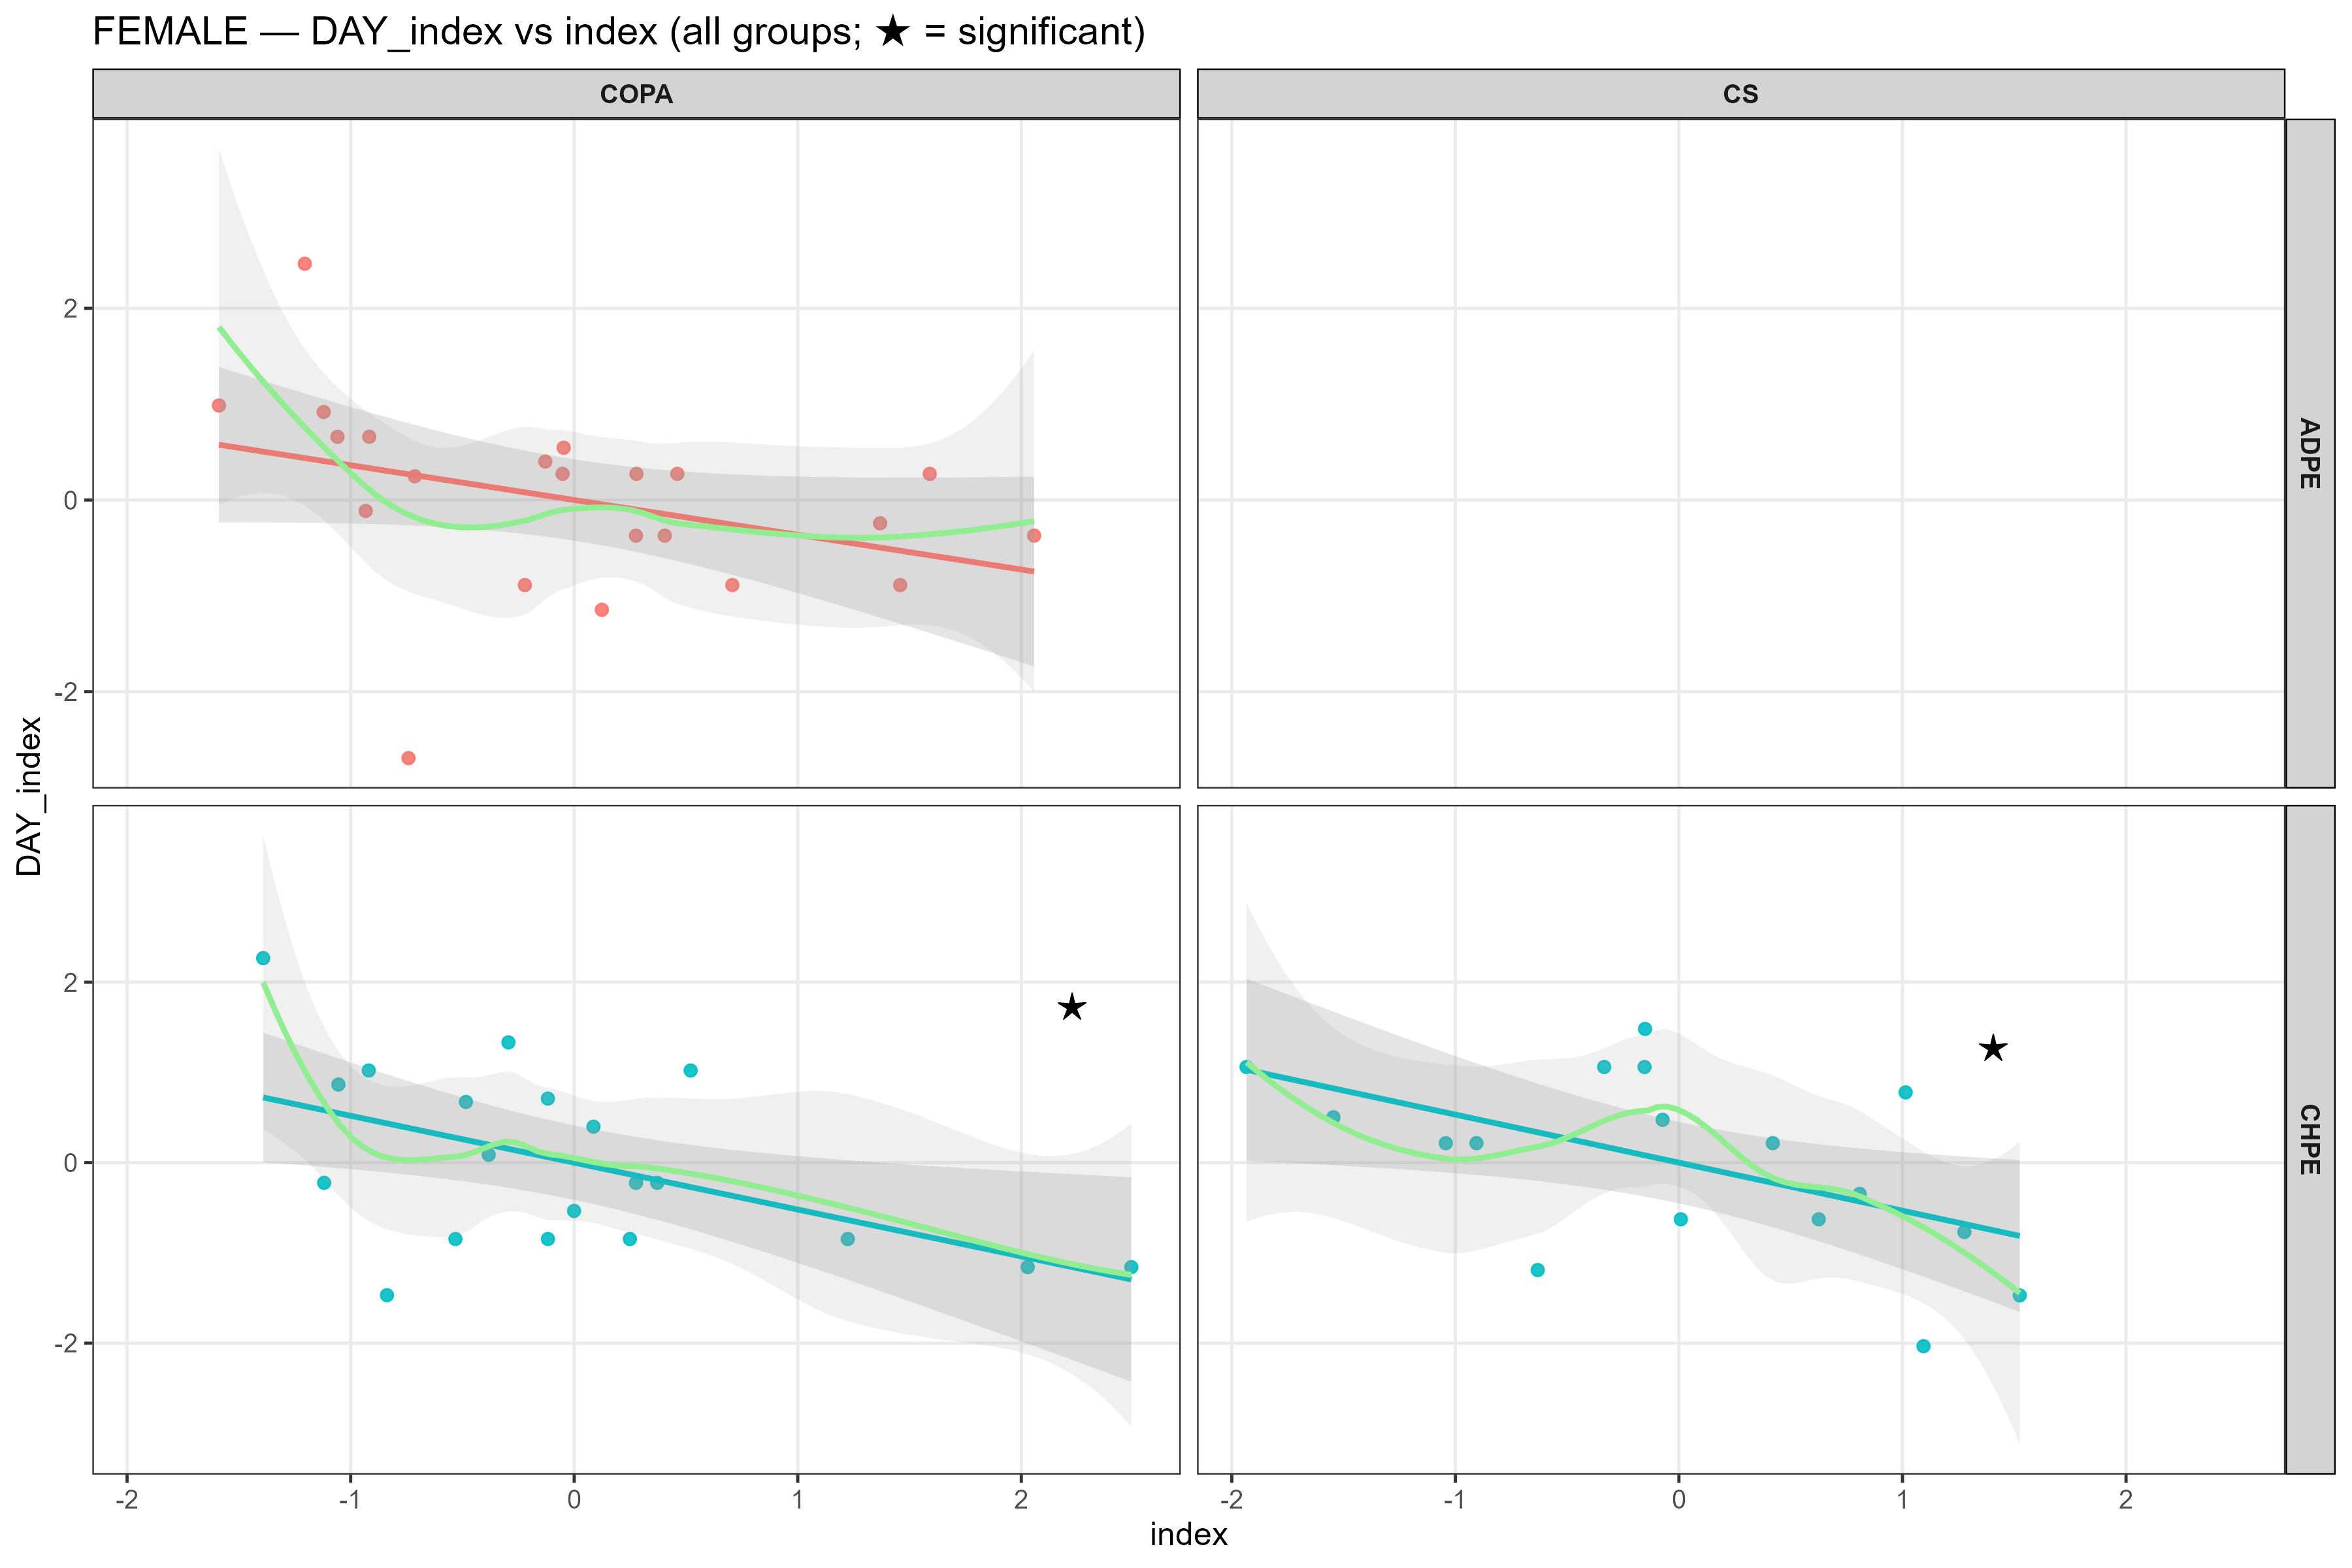 FEMALE — DAY_index vs index (all groups; ★ = significant)
COPA
CS
2
0
-2
ADPE
DAY_index
2
0
-2
CHPE
-2
-1
0
1
2
-2
-1
0
1
2
index